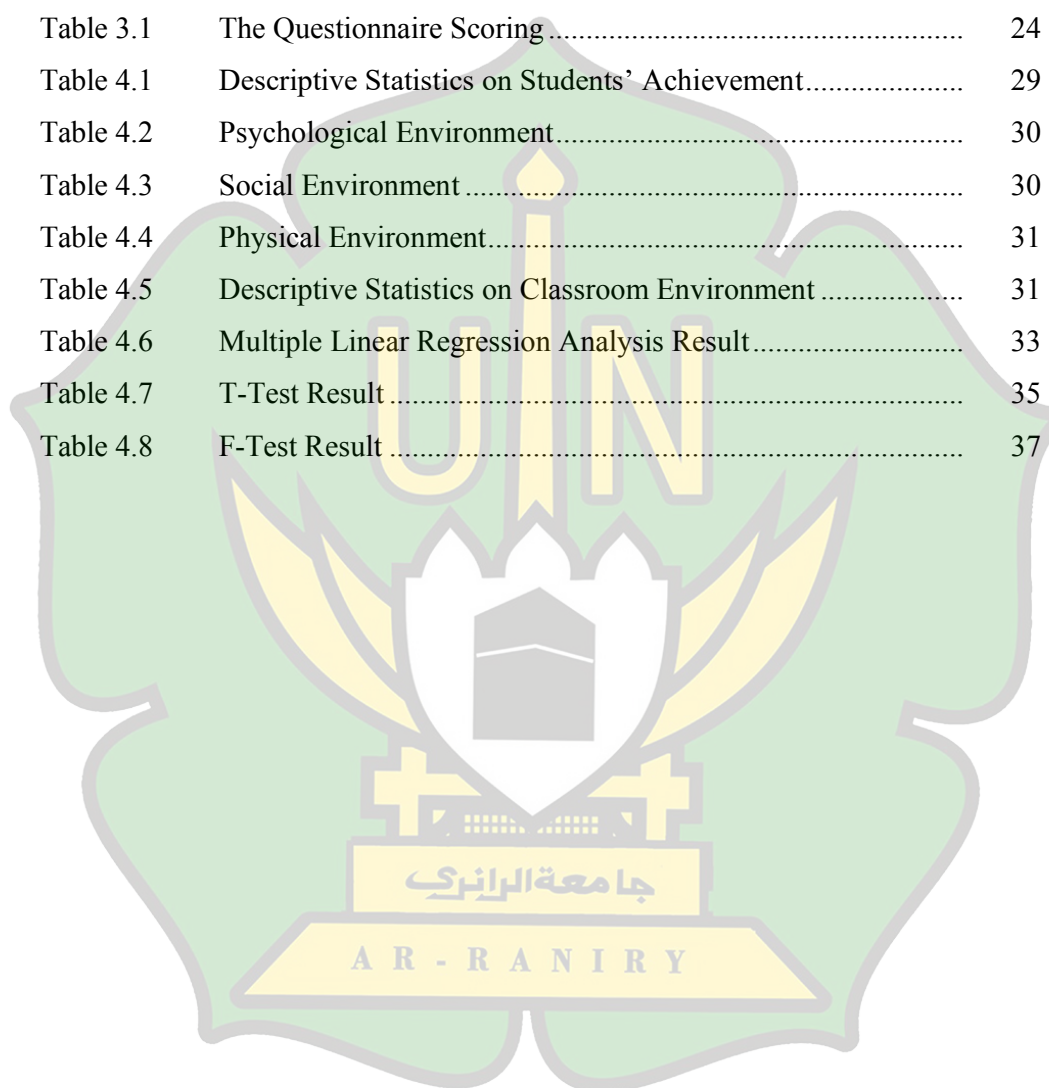 Table 3.1 The Questionnaire Scoring ........................................................... 24
Table 4.1 Descriptive Statistics on Students’ Achievement...................... 29
Table 4.2 Psychological Environment .......................................................... 30
Table 4.3 Social Environment ....................................................................... 30
Table 4.4 Physical Environment.................................................................... 31
Table 4.5 Descriptive Statistics on Classroom Environment .................... 31
Table 4.6 Multiple Linear Regression Analysis Result.............................. 33
Table 4.7 T-Test Result .................................................................................. 35
Table 4.8 F-Test Result .................................................................................. 37
UIN
جامعة الرانري
AR-RANIRY